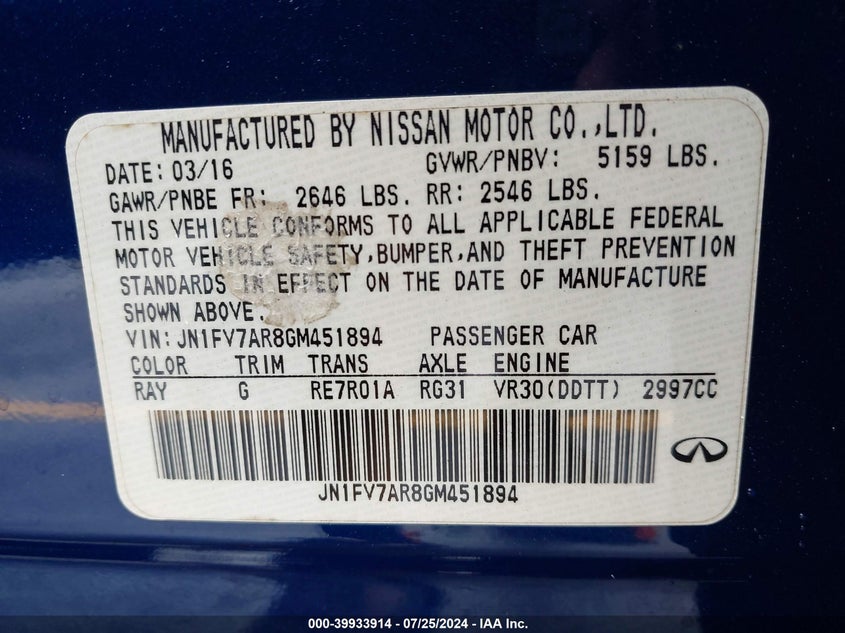 MANUFACTURED BY NISSAN MOTOR CO.,LTD.
DATE: 03/16 GVWR/PNBV: 5159 LBS.
GAWR/PNBE FR: 2646 LBS. RR: 2546 LBS.
THIS VEHICLE CONFORMS TO ALL APPLICABLE FEDERAL
MOTOR VEHICLE SAFETY,BUMPER,AND THEFT PREVENTION
STANDARDS IN EFFECT ON THE DATE OF MANUFACTURE
SHOWN ABOVE.
VIN: JN1FV7AR8GM451894 PASSENGER CAR
COLOR TRIM TRANS AXLE ENGINE
RAY G RE7R01A RG31 VR30(DDTT) 2997CC
JN1FV7AR8GM451894
000-39933914 - 07/25/2024 - IAA Inc.